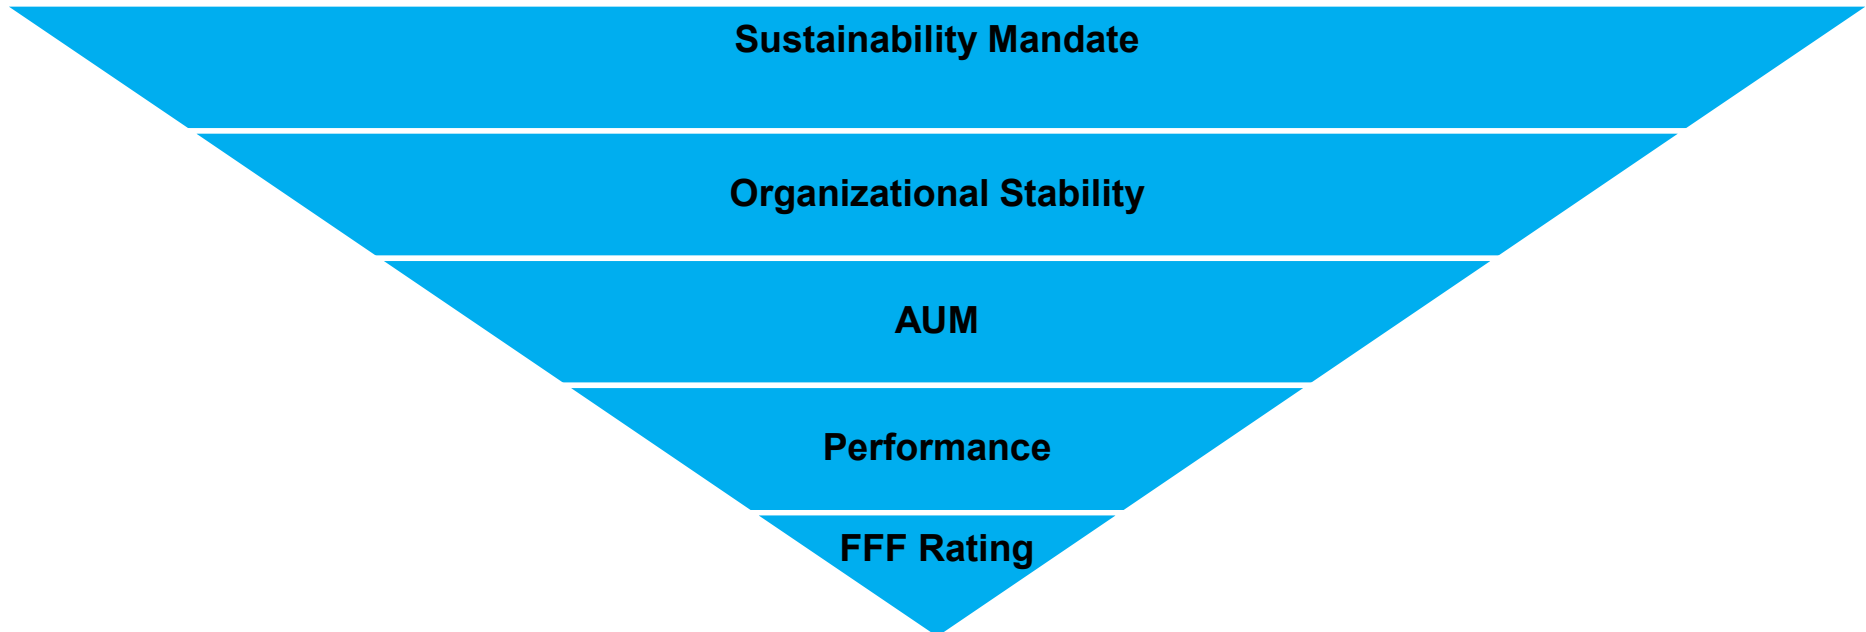 Sustainability Mandate
Organizational Stability
AUM
Performance
FFF Rating